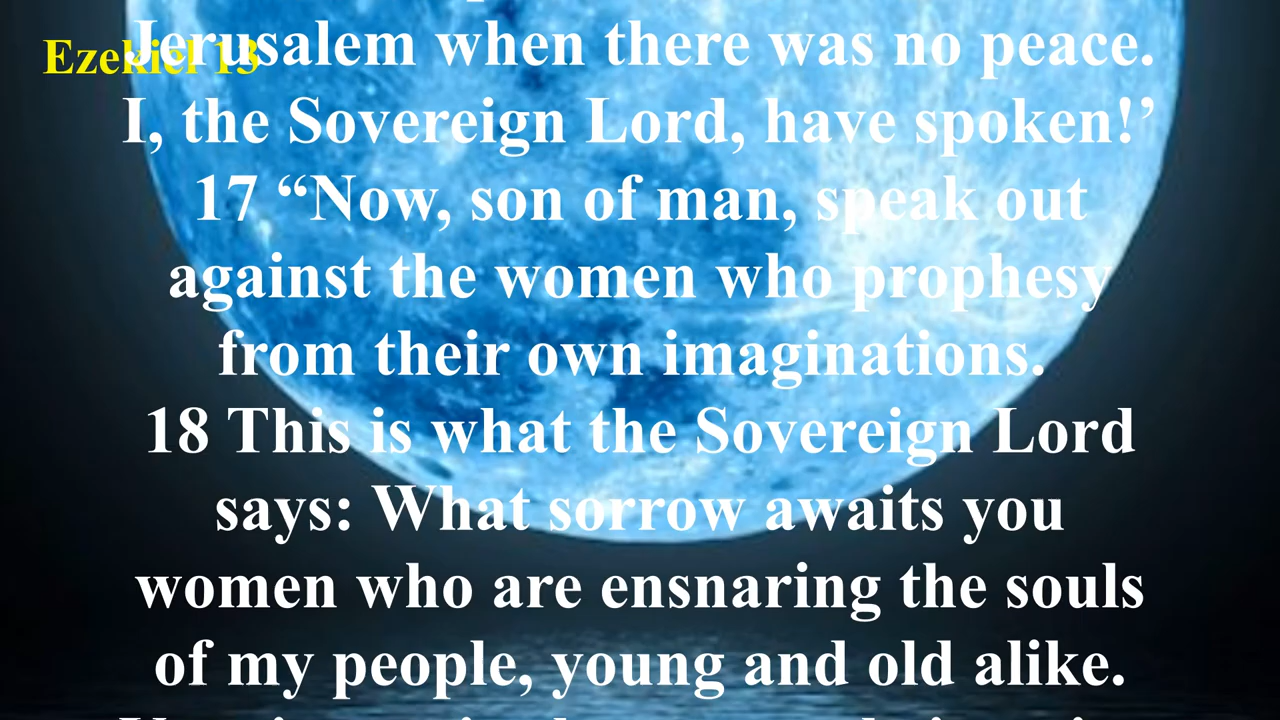 Ezekiel 13
Jerusalem when there was no peace.
I, the Sovereign Lord, have spoken!’
17 “Now, son of man, speak out
against the women who prophesy
from their own imaginations.
18 This is what the Sovereign Lord
says: What sorrow awaits you
women who are ensnaring the souls
of my people, young and old alike.